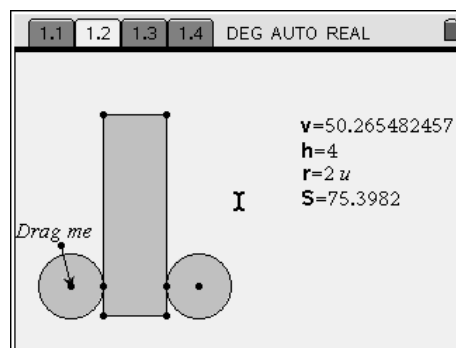 1.1 1.2 1.3 1.4 DEG AUTO REAL
v=50.265482457
h=4
r=2 u
S=75.3982
Drag me